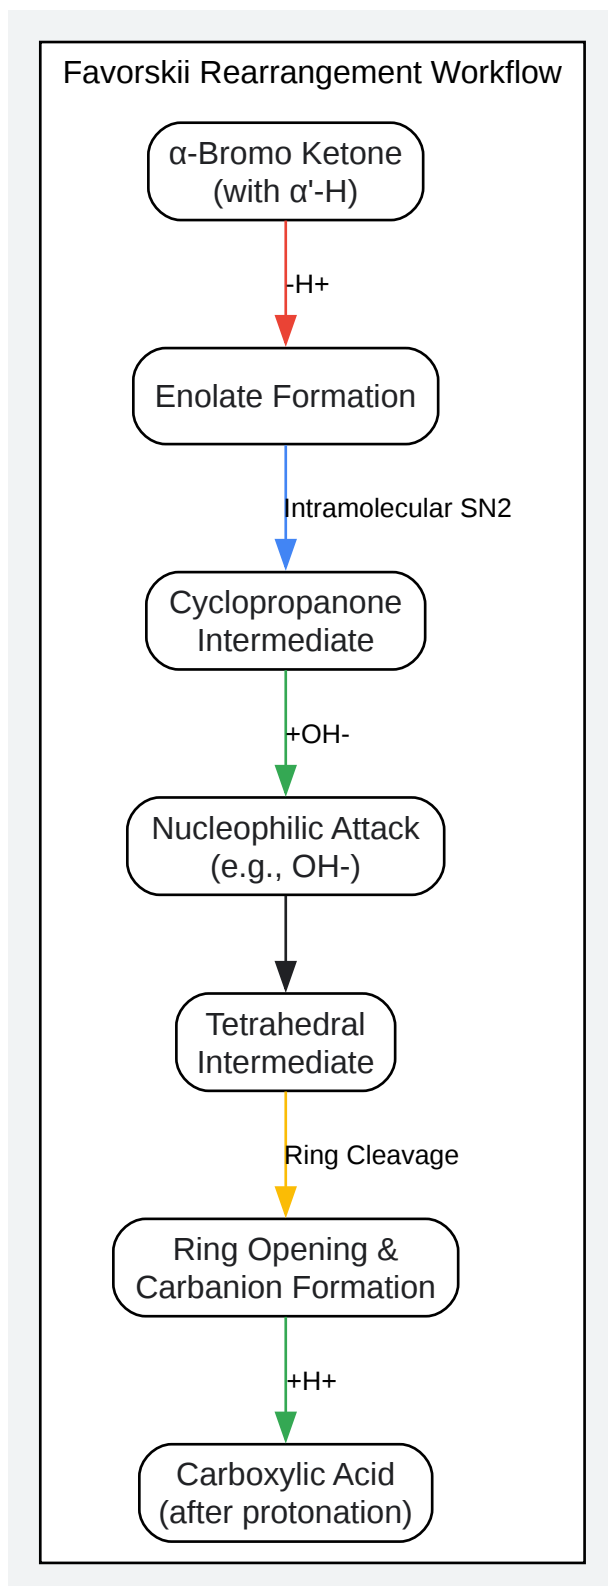 Favorskii Rearrangement Workflow
α-Bromo Ketone
(with α'-H)
-H+
Enolate Formation
Intramolecular SN2
Cyclopropanone
Intermediate
+OH-
Nucleophilic Attack
(e.g., OH-)
Tetrahedral
Intermediate
Ring Cleavage
Ring Opening &
Carbanion Formation
+H+
Carboxylic Acid
(after protonation)